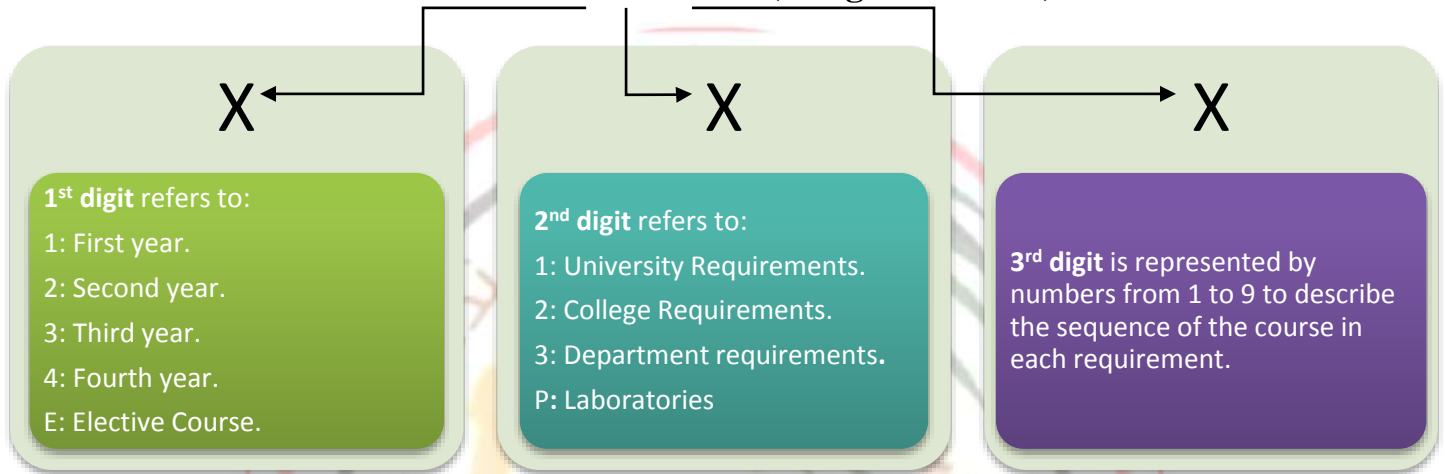 X
X
X
1st digit refers to:
1: First year.
2: Second year.
3: Third year.
4: Fourth year.
E: Elective Course.
2nd digit refers to:
1: University Requirements.
2: College Requirements.
3: Department requirements.
P: Laboratories
3rd digit is represented by
numbers from 1 to 9 to describe
the sequence of the course in
each requirement.